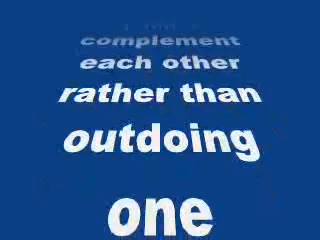 complement
each other
rather than
outdoing
one